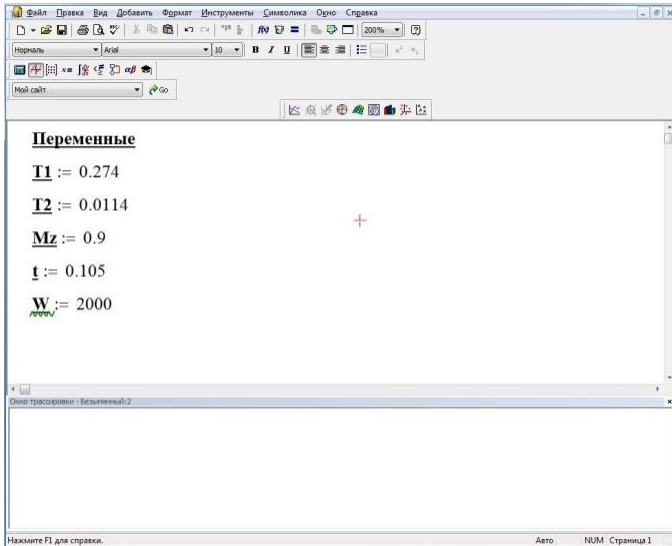 Файл Правка Вид Добавить Формат Инструменты Символика Окно Справка
200%
Нормаль Arial 10 B I U
αβ
Мой сайт Go
Переменные
T1 := 0.274
T2 := 0.0114
Mz := 0.9
t := 0.105
W := 2000
Окно трассировки - Безымянный:2
Нажмите F1 для справки. Авто NUM Страница 1